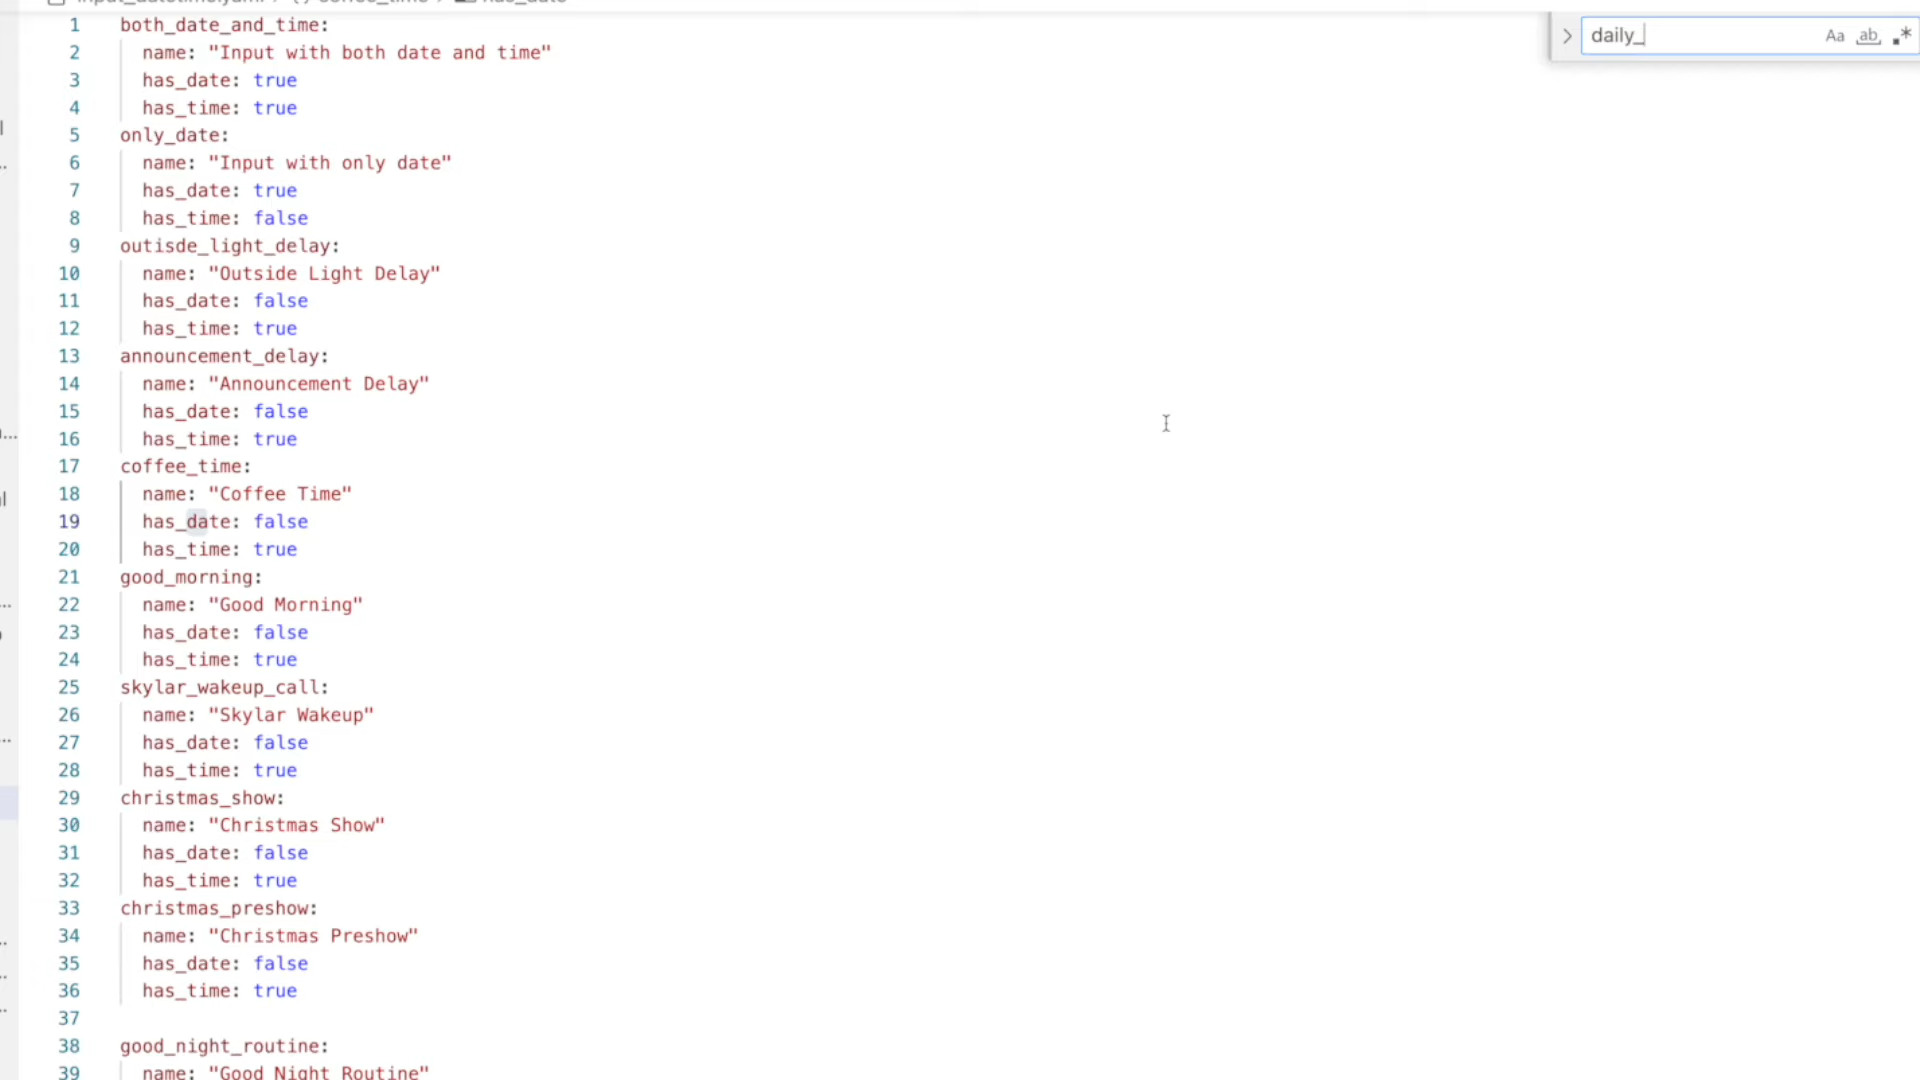 1 both_date_and_time:
2 name: "Input with both date and time"
3 has_date: true
4 has_time: true
5 only_date:
6 name: "Input with only date"
7 has_date: true
8 has_time: false
9 outisde_light_delay:
10 name: "Outside Light Delay"
11 has_date: false
12 has_time: true
13 announcement_delay:
14 name: "Announcement Delay"
15 has_date: false
16 has_time: true
17 coffee_time:
18 name: "Coffee Time"
19 has_date: false
20 has_time: true
21 good_morning:
22 name: "Good Morning"
23 has_date: false
24 has_time: true
25 skylar_wakeup_call:
26 name: "Skylar Wakeup"
27 has_date: false
28 has_time: true
29 christmas_show:
30 name: "Christmas Show"
31 has_date: false
32 has_time: true
33 christmas_preshow:
34 name: "Christmas Preshow"
35 has_date: false
36 has_time: true
37
38 good_night_routine:
39 name: "Good Night Routine"
daily_ Aa ab .*